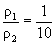 ρ₁/ρ₂ = 1/10